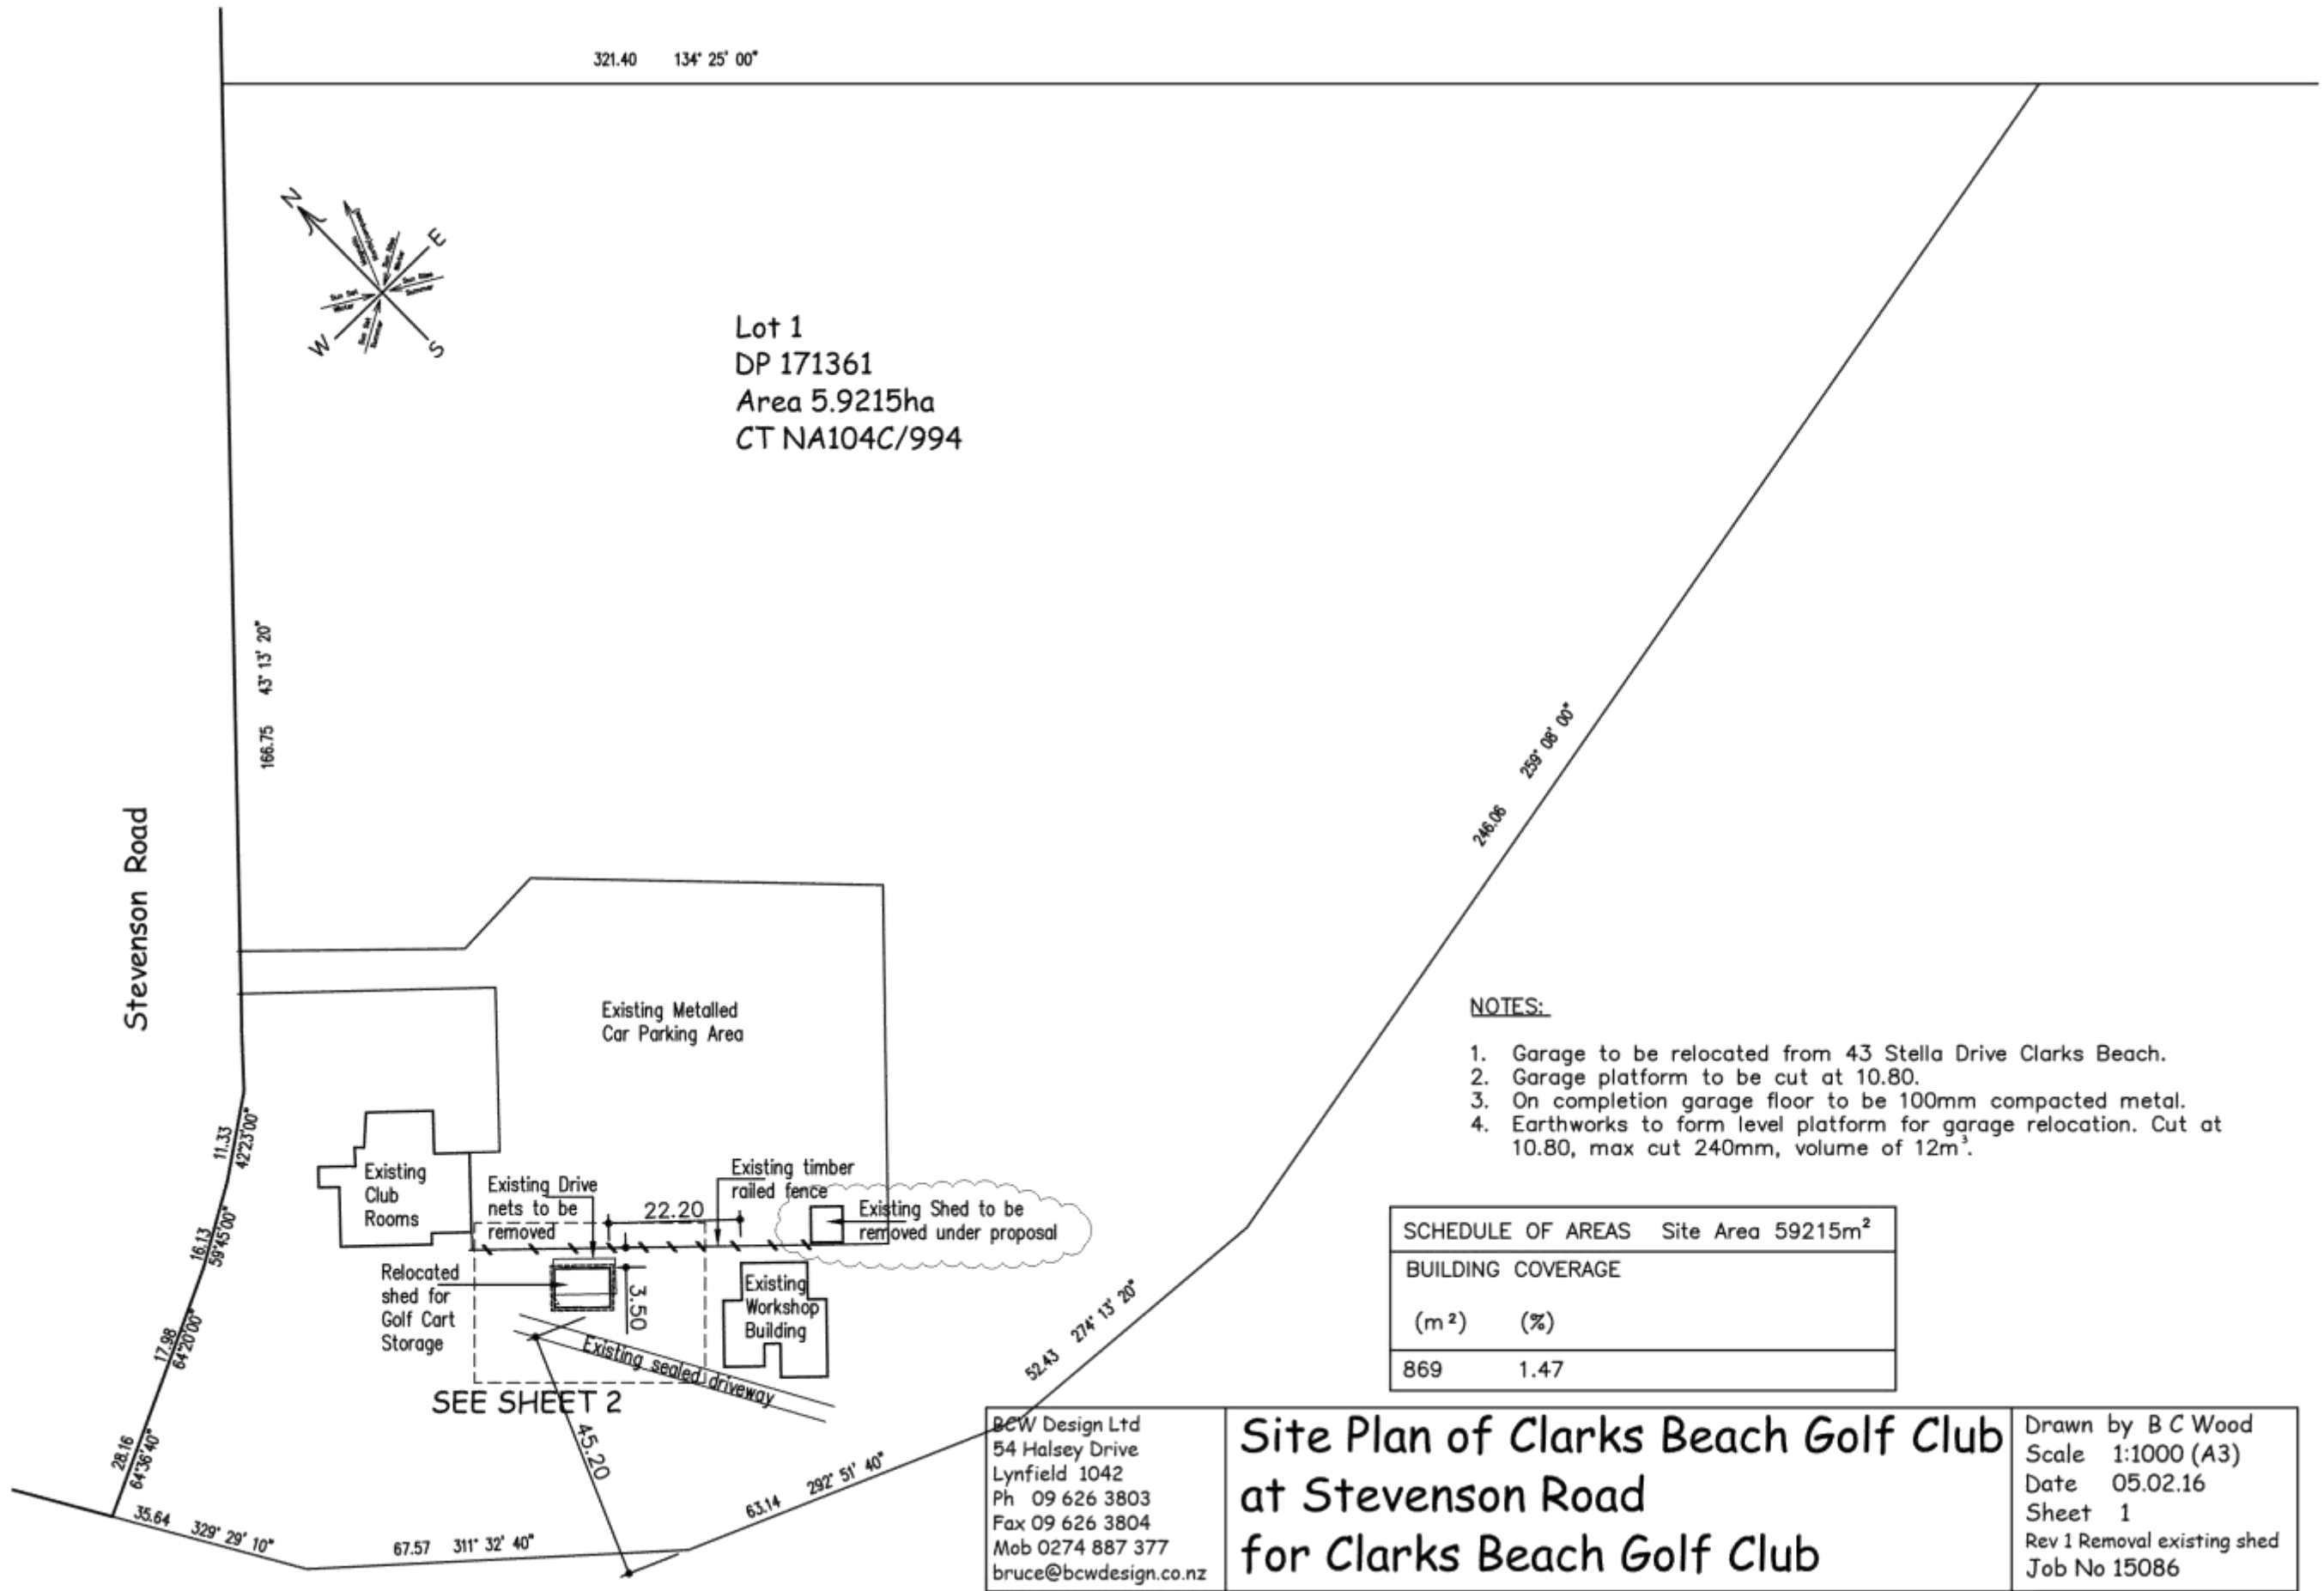 321.40 134° 25' 00"
N
E
W
S
Sun Rise
Winter
Sun Rise
Summer
Sun Set
Winter
Sun Set
Summer
Lot 1
DP 171361
Area 5.9215ha
CT NA104C/994
166.75 43° 13' 20"
Stevenson Road
246.06 259° 08' 00"
Existing Metalled
Car Parking Area
11.33
42°23'00"
16.13
59°45'00"
17.98
64°20'00"
28.16
64°36'40"
35.64 329° 29' 10"
67.57 311° 32' 40"
63.14 292° 51' 40"
52.43 274° 13' 20"
Existing
Club
Rooms
Existing Drive
nets to be
removed
Existing timber
railed fence
22.20
Existing Shed to be
removed under proposal
Relocated
shed for
Golf Cart
Storage
3.50
Existing
Workshop
Building
Existing sealed driveway
SEE SHEET 2
45.20
NOTES:
1. Garage to be relocated from 43 Stella Drive Clarks Beach.
2. Garage platform to be cut at 10.80.
3. On completion garage floor to be 100mm compacted metal.
4. Earthworks to form level platform for garage relocation. Cut at
10.80, max cut 240mm, volume of 12m³.
SCHEDULE OF AREAS Site Area 59215m²
BUILDING COVERAGE
(m²) (%)
869 1.47
BCW Design Ltd
54 Halsey Drive
Lynfield 1042
Ph 09 626 3803
Fax 09 626 3804
Mob 0274 887 377
bruce@bcwdesign.co.nz
Site Plan of Clarks Beach Golf Club
at Stevenson Road
for Clarks Beach Golf Club
Drawn by B C Wood
Scale 1:1000 (A3)
Date 05.02.16
Sheet 1
Rev 1 Removal existing shed
Job No 15086